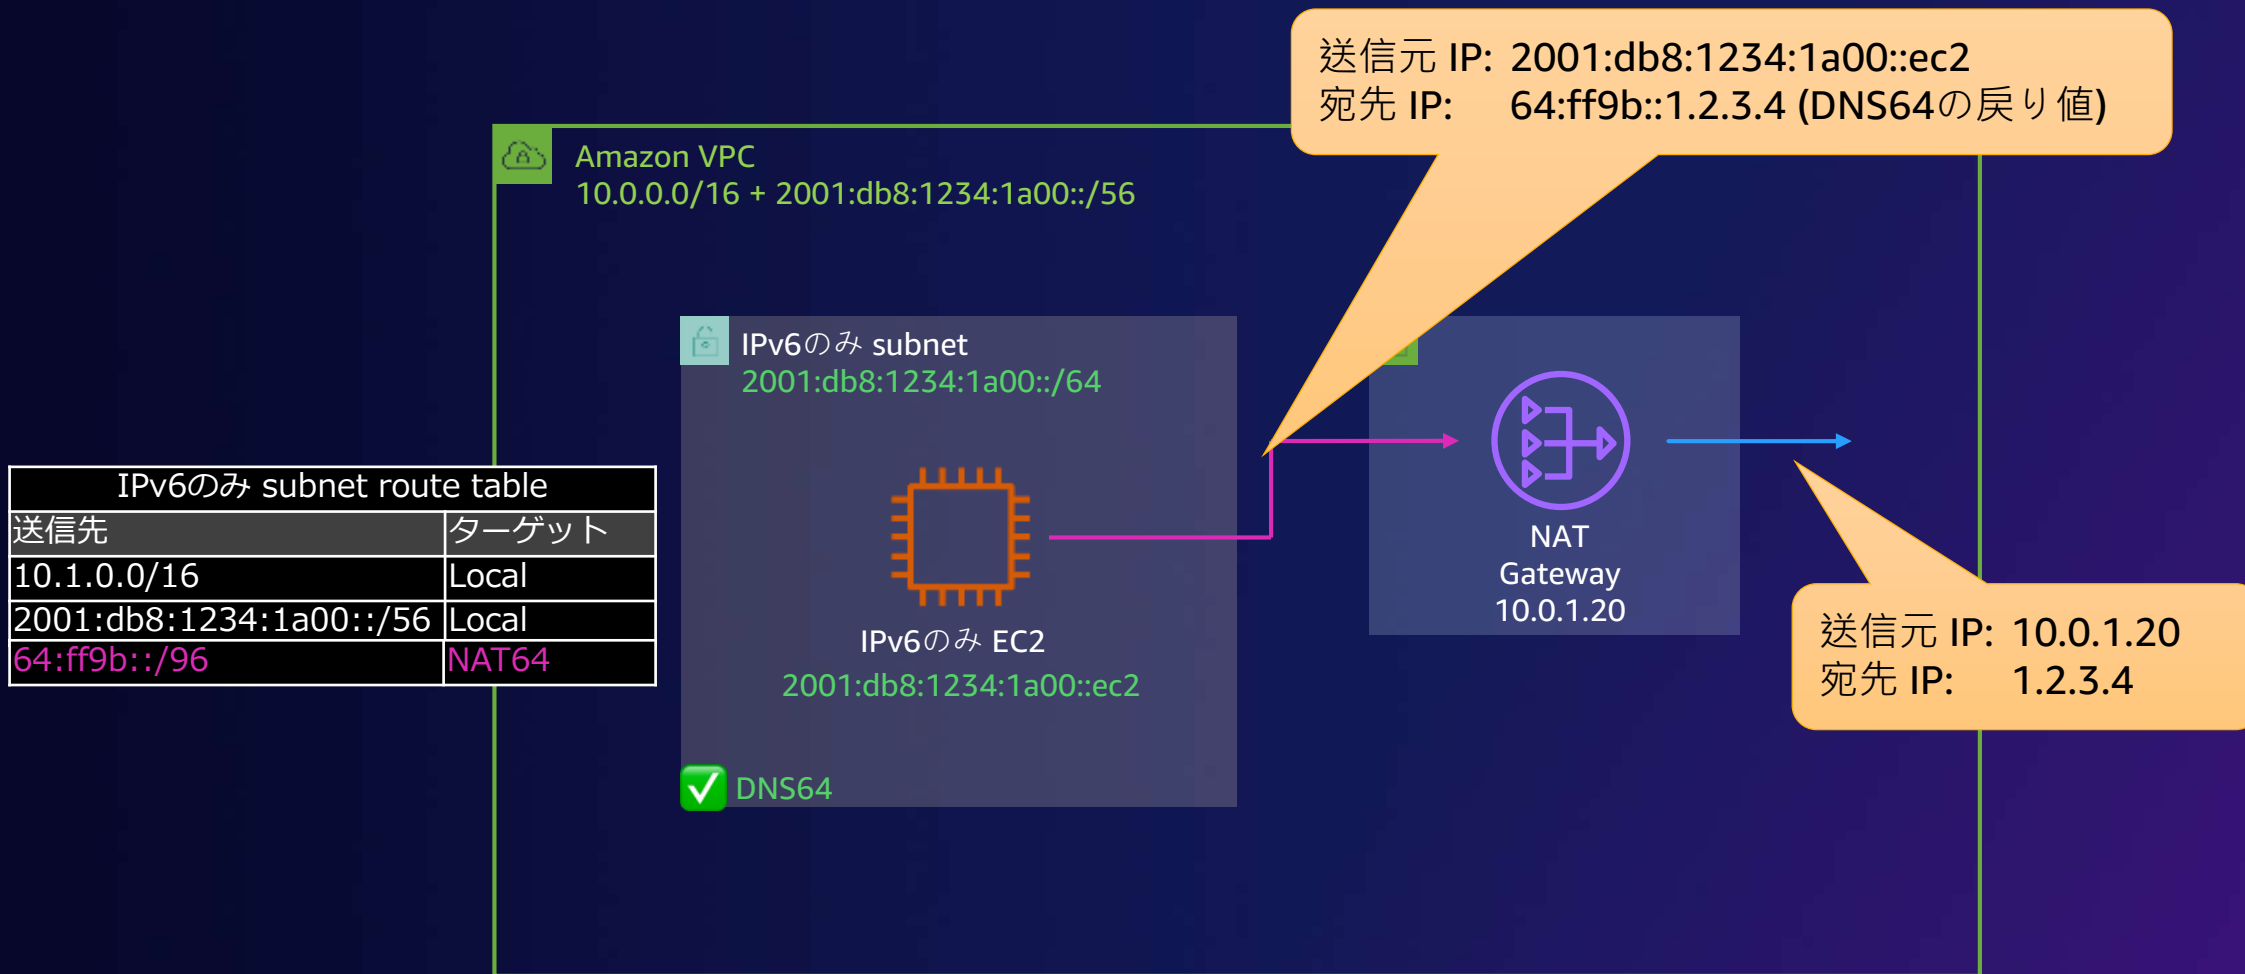 送信元 IP: 2001:db8:1234:1a00::ec2
宛先 IP: 64:ff9b::1.2.3.4 (DNS64の戻り値)
Amazon VPC
10.0.0.0/16 + 2001:db8:1234:1a00::/56
IPv6のみ subnet
2001:db8:1234:1a00::/64
IPv6のみ subnet route table
送信先 ターゲット
10.1.0.0/16 Local
2001:db8:1234:1a00::/56 Local
64:ff9b::/96 NAT64
IPv6のみ EC2
2001:db8:1234:1a00::ec2
DNS64
NAT
Gateway
10.0.1.20
送信元 IP: 10.0.1.20
宛先 IP: 1.2.3.4